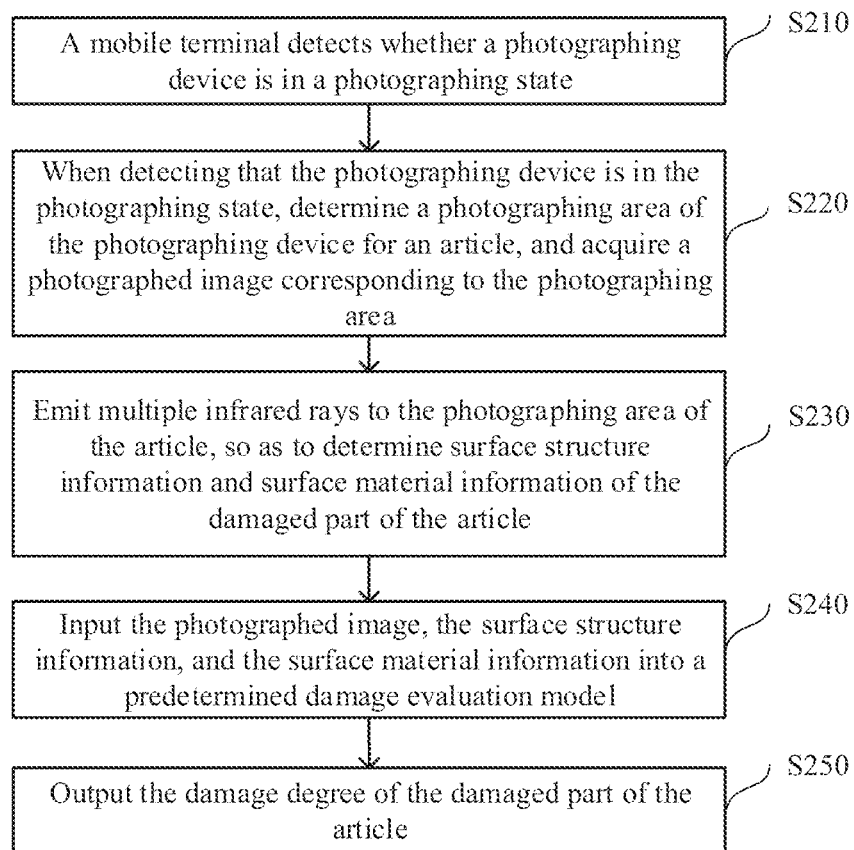 A mobile terminal detects whether a photographing
device is in a photographing state
S210
When detecting that the photographing device is in the
photographing state, determine a photographing area of
the photographing device for an article, and acquire a
photographed image corresponding to the photographing
area
S220
Emit multiple infrared rays to the photographing area of
the article, so as to determine surface structure
information and surface material information of the
damaged part of the article
S230
Input the photographed image, the surface structure
information, and the surface material information into a
predetermined damage evaluation model
S240
Output the damage degree of the damaged part of the
article
S250